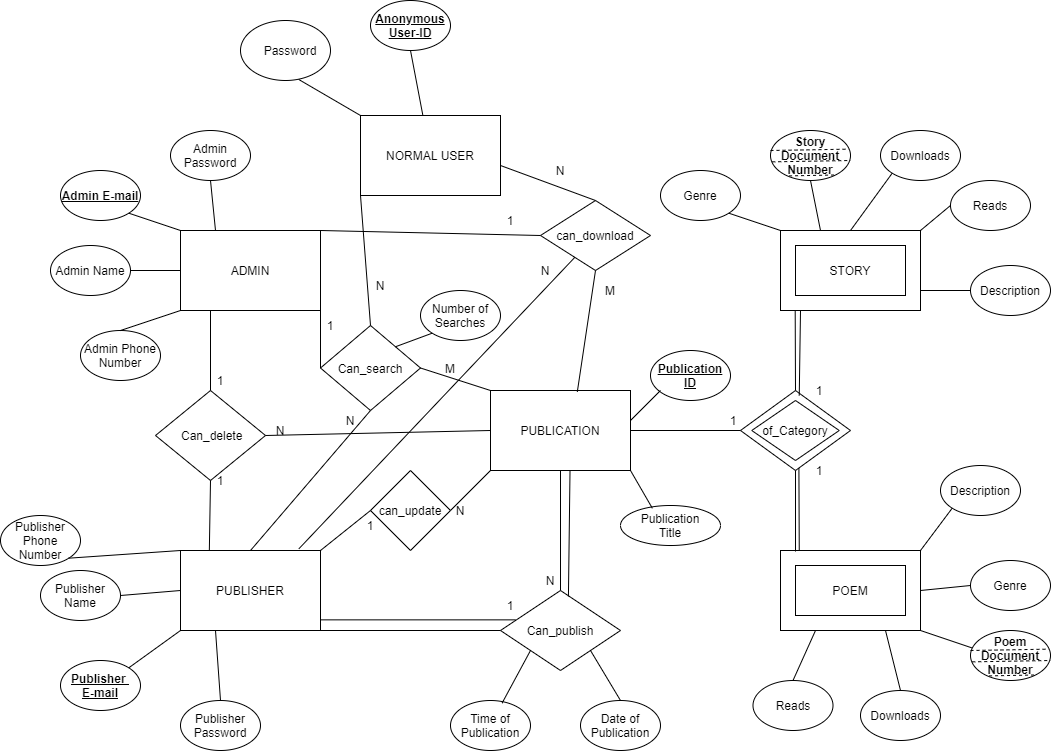 Anonymous
User-ID
Password
NORMAL USER
Admin
Password
Admin E-mail
Admin Name
Admin Phone
Number
ADMIN
N
1
can_download
N
M
Story
Document
Number
Downloads
Genre
Reads
STORY
Description
N
1
Number of
Searches
Can_search
M
N
Publication
ID
1
Can_delete
N
1
PUBLICATION
1
1
of_Category
1
can_update
1
N
Publication
Title
Description
Publisher
Phone
Number
Publisher
Name
PUBLISHER
N
1
Can_publish
POEM
Genre
Poem
Document
Number
Publisher
E-mail
Publisher
Password
Time of
Publication
Date of
Publication
Reads
Downloads